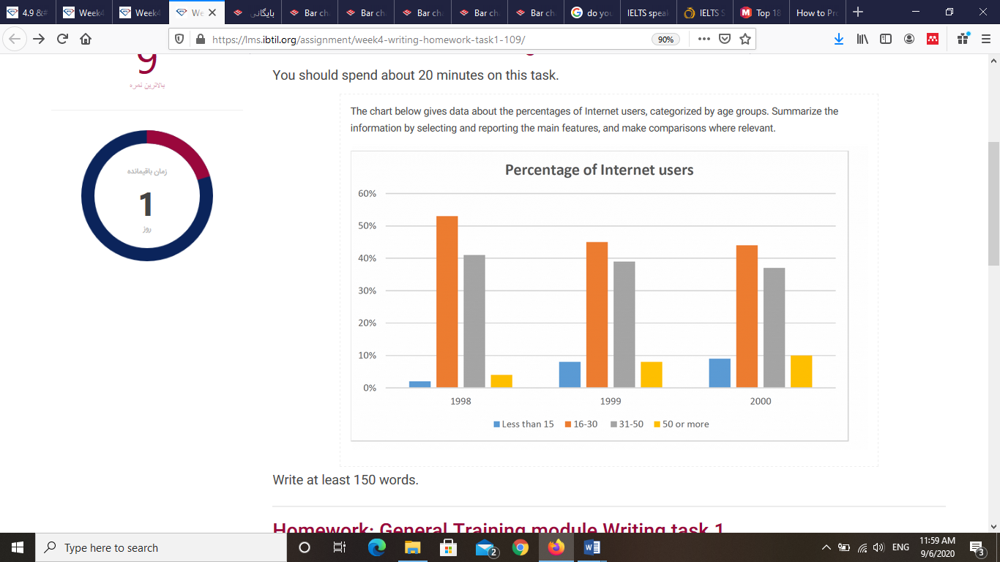 4.9 &#
Week4
Week4
We
بایگانی
Bar ch
Bar ch
Bar ch
Bar ch
Bar ch
do you
IELTS speak
IELTS S
Top 18
How to Pr
https://lms.ibtil.org/assignment/week4-writing-homework-task1-109/
90%
9
بالاترین نمره
زمان باقیمانده
1
روز
You should spend about 20 minutes on this task.
The chart below gives data about the percentages of Internet users, categorized by age groups. Summarize the
information by selecting and reporting the main features, and make comparisons where relevant.
Percentage of Internet users
60%
50%
40%
30%
20%
10%
0%
1998
1999
2000
Less than 15
16-30
31-50
50 or more
Write at least 150 words.
Homework: General Training module Writing task 1
Type here to search
2
W
ENG
11:59 AM
9/6/2020
3